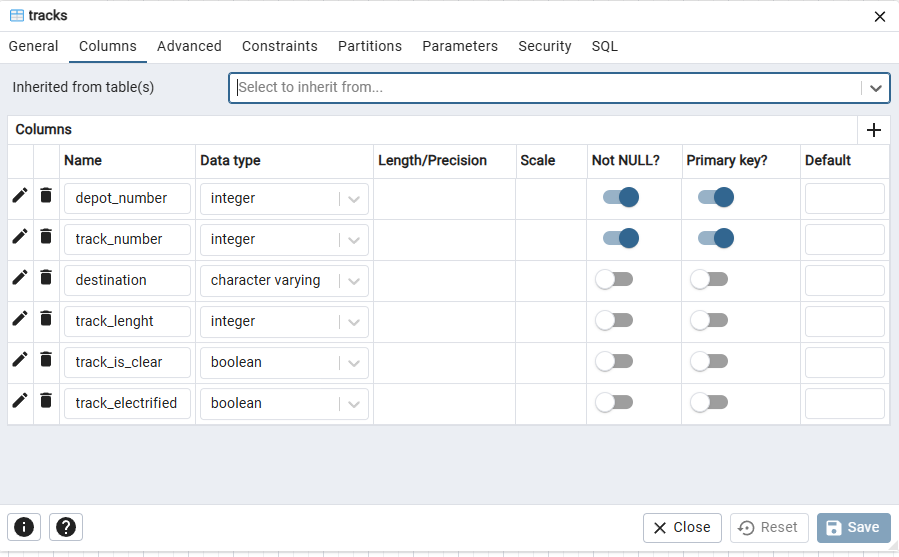 tracks
General Columns Advanced Constraints Partitions Parameters Security SQL
Inherited from table(s) Select to inherit from...
Columns
Name Data type Length/Precision Scale Not NULL? Primary key? Default
depot_number integer
track_number integer
destination character varying
track_lenght integer
track_is_clear boolean
track_electrified boolean
Close Reset Save